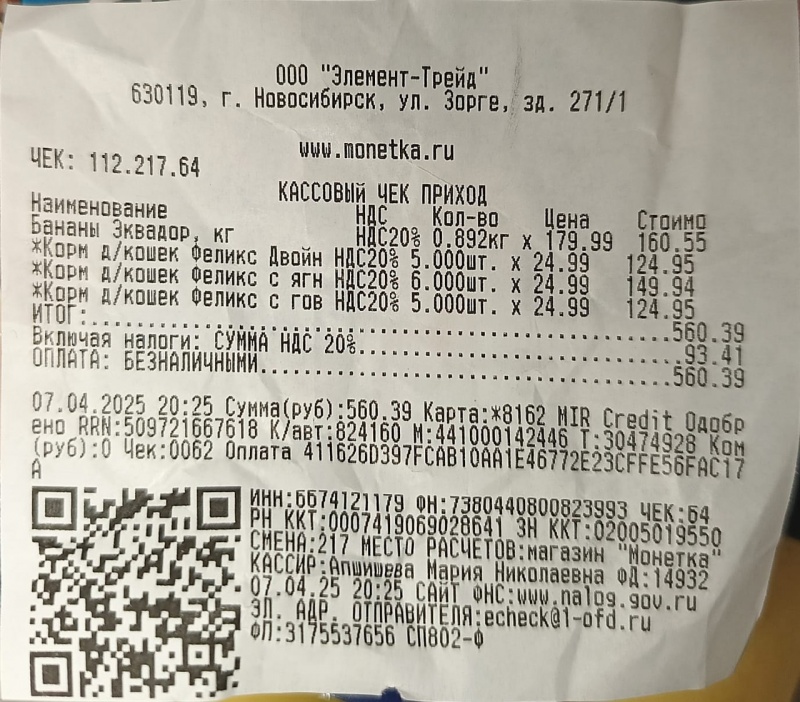 ООО "Элемент-Трейд"
630119, г. Новосибирск, ул. Зорге, зд. 271/1
www.monetka.ru
ЧЕК: 112.217.64
КАССОВЫЙ ЧЕК ПРИХОД
Наименование НДС Кол-во Цена Стоимо
Бананы Эквадор, кг НДС20% 0.892кг x 179.99 160.55
*Корм д/кошек Феликс Двойн НДС20% 5.000шт. x 24.99 124.95
*Корм д/кошек Феликс с ягн НДС20% 6.000шт. x 24.99 149.94
*Корм д/кошек Феликс с гов НДС20% 5.000шт. x 24.99 124.95
ИТОГ:..................................................560.39
Включая налоги: СУММА НДС 20%...........................93.41
ОПЛАТА: БЕЗНАЛИЧНЫМИ...................................560.39
07.04.2025 20:25 Сумма(руб):560.39 Карта:*8162 MIR Credit Одобр
ено RRN:509721667618 К/авт:824160 М:441000142446 Т:30474928 Ком
(руб):0 Чек:0062 Оплата 411626D397FCAB10AA1E46772E23CFFE56FAC17
A
ИНН:6674121179 ФН:7380440800823993 ЧЕК:64
РН ККТ:0007419069028641 ЗН ККТ:02005019550
СМЕНА:217 МЕСТО РАСЧЕТОВ:магазин "Монетка"
КАССИР:Апшишева Мария Николаевна ФД:14932
07.04.25 20:25 САЙТ ФНС:www.nalog.gov.ru
ЭЛ. АДР. ОТПРАВИТЕЛЯ:echeck@1-ofd.ru
ФП:3175537656 СП802-Ф